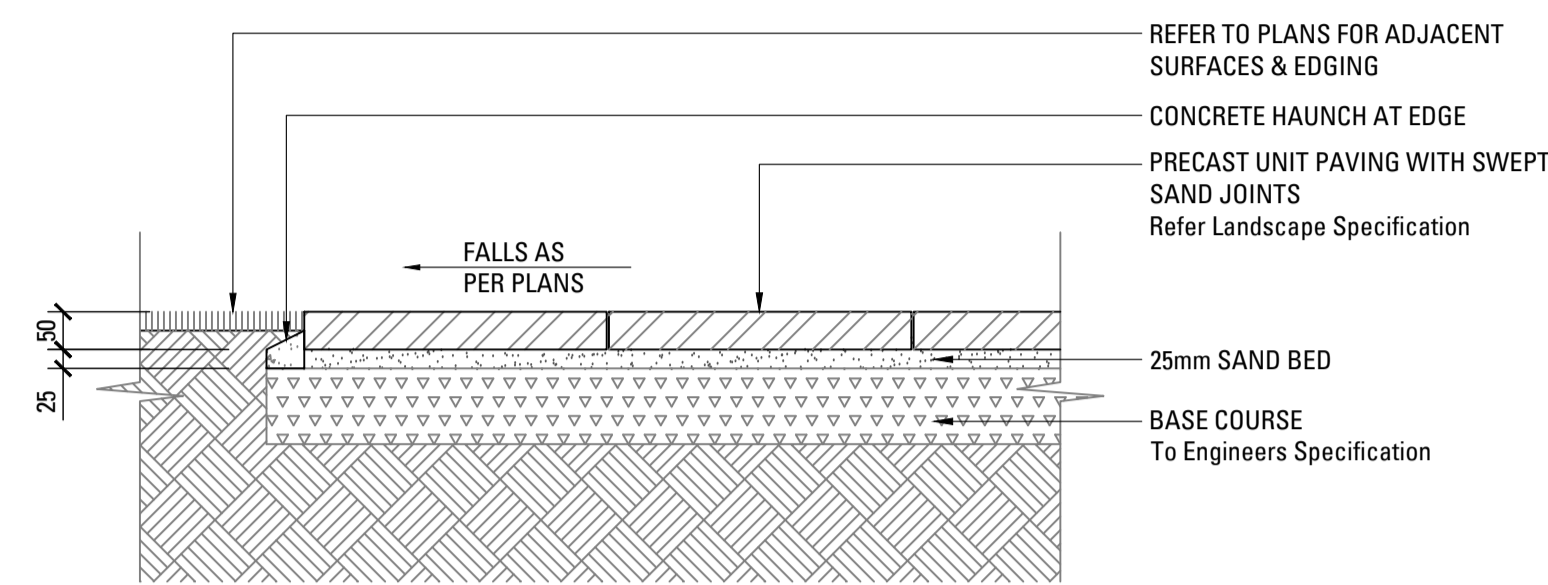 REFER TO PLANS FOR ADJACENT
SURFACES & EDGING
CONCRETE HAUNCH AT EDGE
PRECAST UNIT PAVING WITH SWEPT
SAND JOINTS
Refer Landscape Specification
FALLS AS
PER PLANS
50
25
25mm SAND BED
BASE COURSE
To Engineers Specification